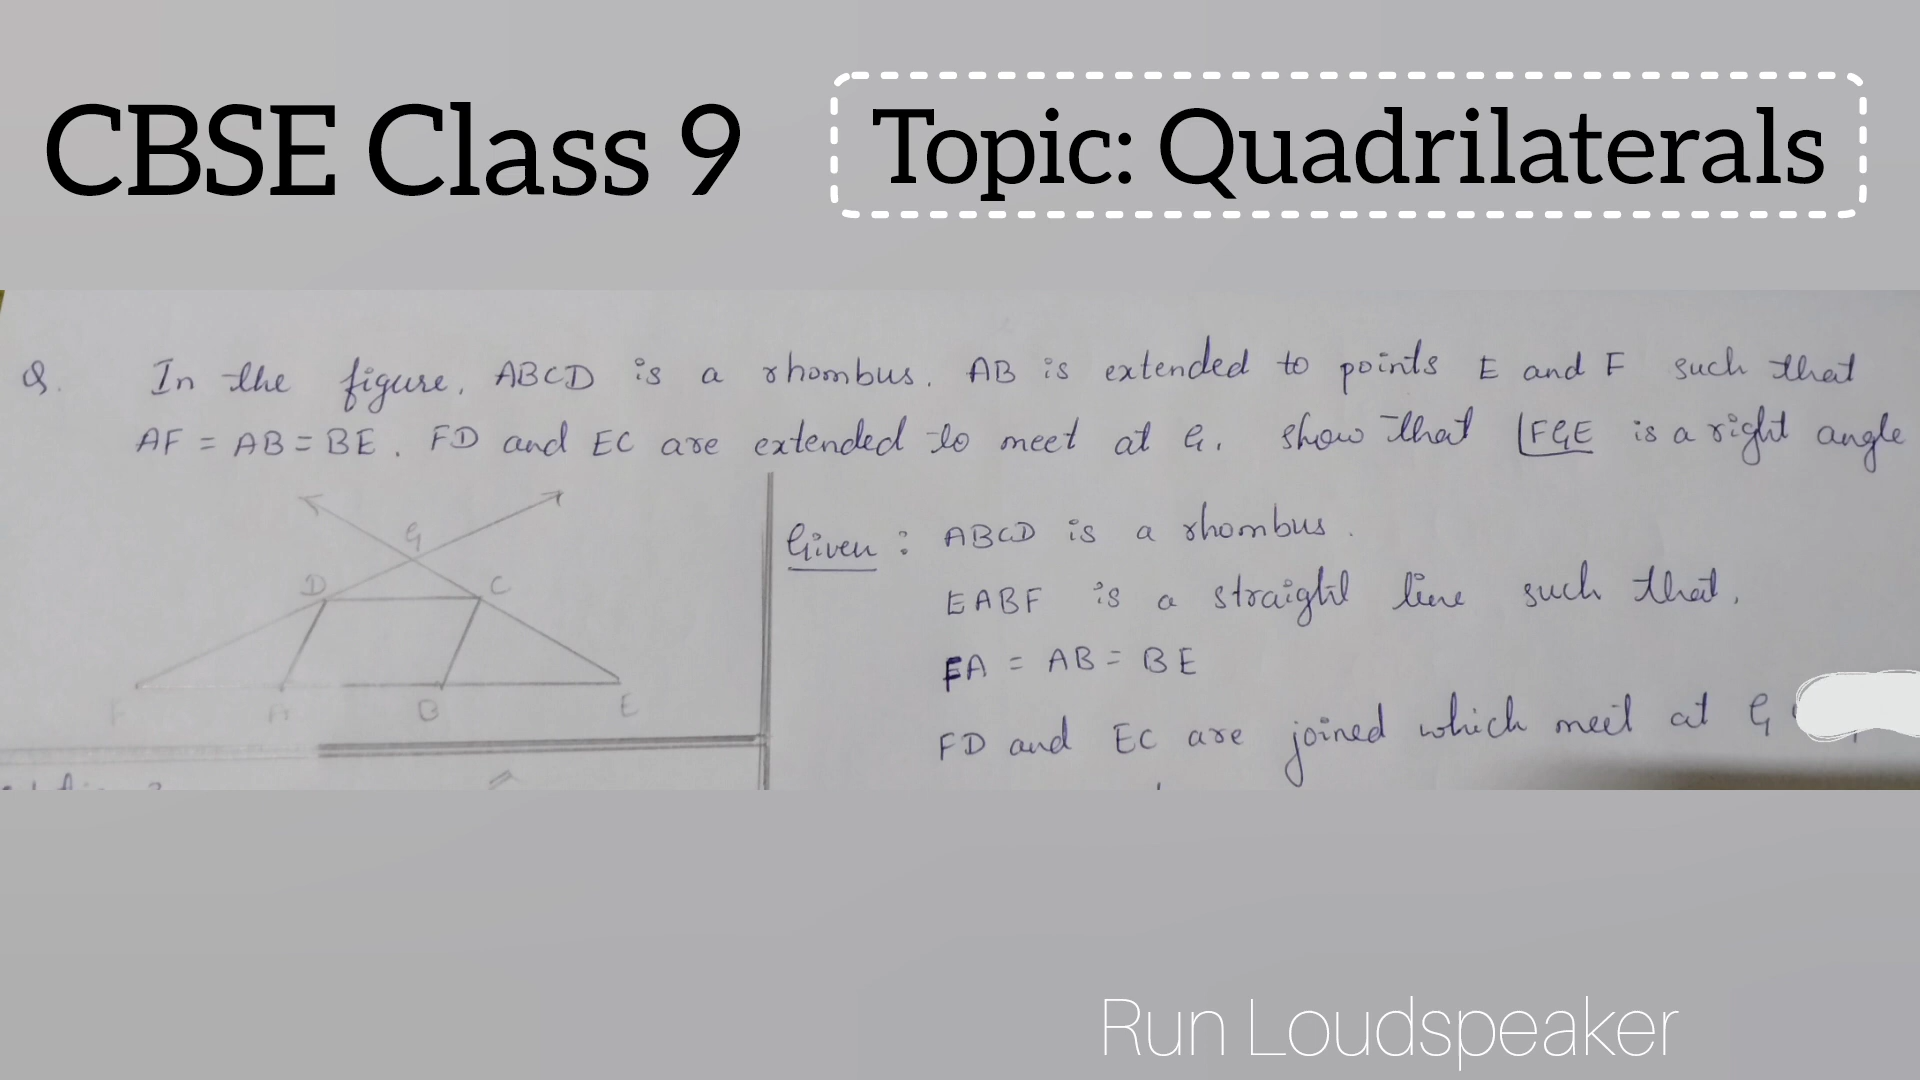 CBSE Class 9
Topic: Quadrilaterals
Q. In the figure, ABCD is a rhombus. AB is extended to points E and F such that
AF = AB = BE. FD and EC are extended to meet at G. show that ∠FGE is a right angle
G
D C
F A B E
Given: ABCD is a rhombus.
EABF is a straight line such that,
FA = AB = BE
FD and EC are joined which meet at G
Run Loudspeaker